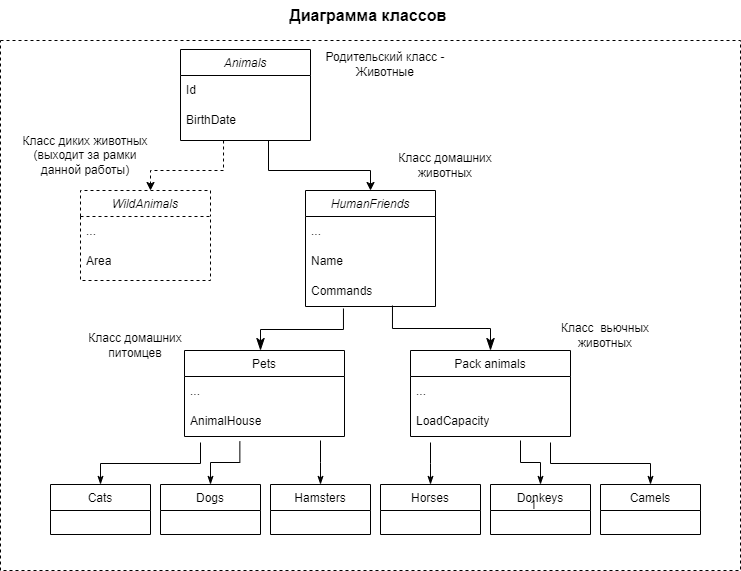 Диаграмма классов
Animals
Id
BirthDate
Родительский класс -
Животные
Класс диких животных
(выходит за рамки
данной работы)
WildAnimals
...
Area
Класс домашних
животных
HumanFriends
...
Name
Commands
Класс домашних
питомцев
Pets
...
AnimalHouse
Класс  вьючных
животных
Pack animals
...
LoadCapacity
Cats
Dogs
Hamsters
Horses
Donkeys
Camels